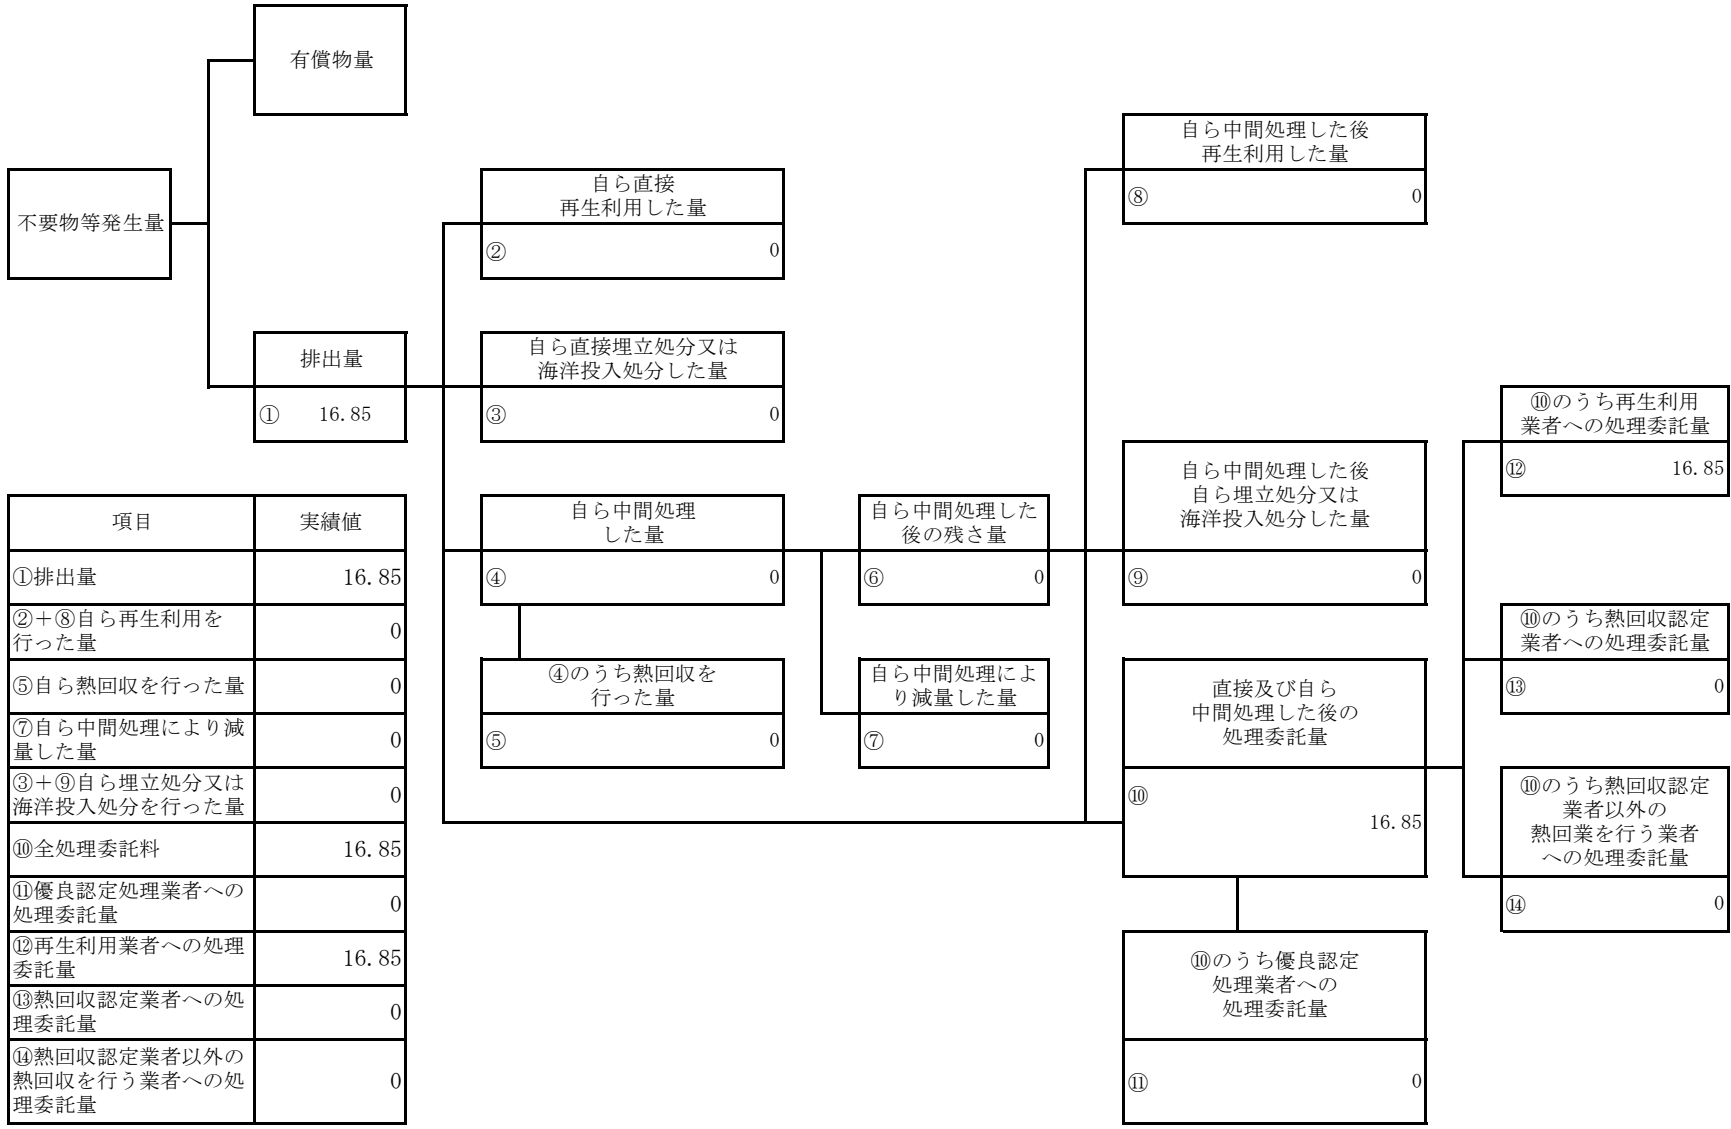 有償物量
不要物等発生量
排出量
① 16.85
自ら直接
再生利用した量
② 0
自ら直接埋立処分又は
海洋投入処分した量
③ 0
自ら中間処理
した量
④ 0
④のうち熱回収を
行った量
⑤ 0
自ら中間処理した
後の残さ量
⑥ 0
自ら中間処理によ
り減量した量
⑦ 0
自ら中間処理した後
再生利用した量
⑧ 0
自ら中間処理した後
自ら埋立処分又は
海洋投入処分した量
⑨ 0
直接及び自ら
中間処理した後の
処理委託量
⑩
16.85
⑩のうち優良認定
処理業者への
処理委託量
⑪ 0
⑩のうち再生利用
業者への処理委託量
⑫ 16.85
⑩のうち熱回収認定
業者への処理委託量
⑬ 0
⑩のうち熱回収認定
業者以外の
熱回業を行う業者
への処理委託量
⑭ 0
項目 実績値
①排出量 16.85
②＋⑧自ら再生利用を
行った量 0
⑤自ら熱回収を行った量 0
⑦自ら中間処理により減
量した量 0
③＋⑨自ら埋立処分又は
海洋投入処分を行った量 0
⑩全処理委託料 16.85
⑪優良認定処理業者への
処理委託量 0
⑫再生利用業者への処理
委託量 16.85
⑬熱回収認定業者への処
理委託量 0
⑭熱回収認定業者以外の
熱回収を行う業者への処
理委託量 0